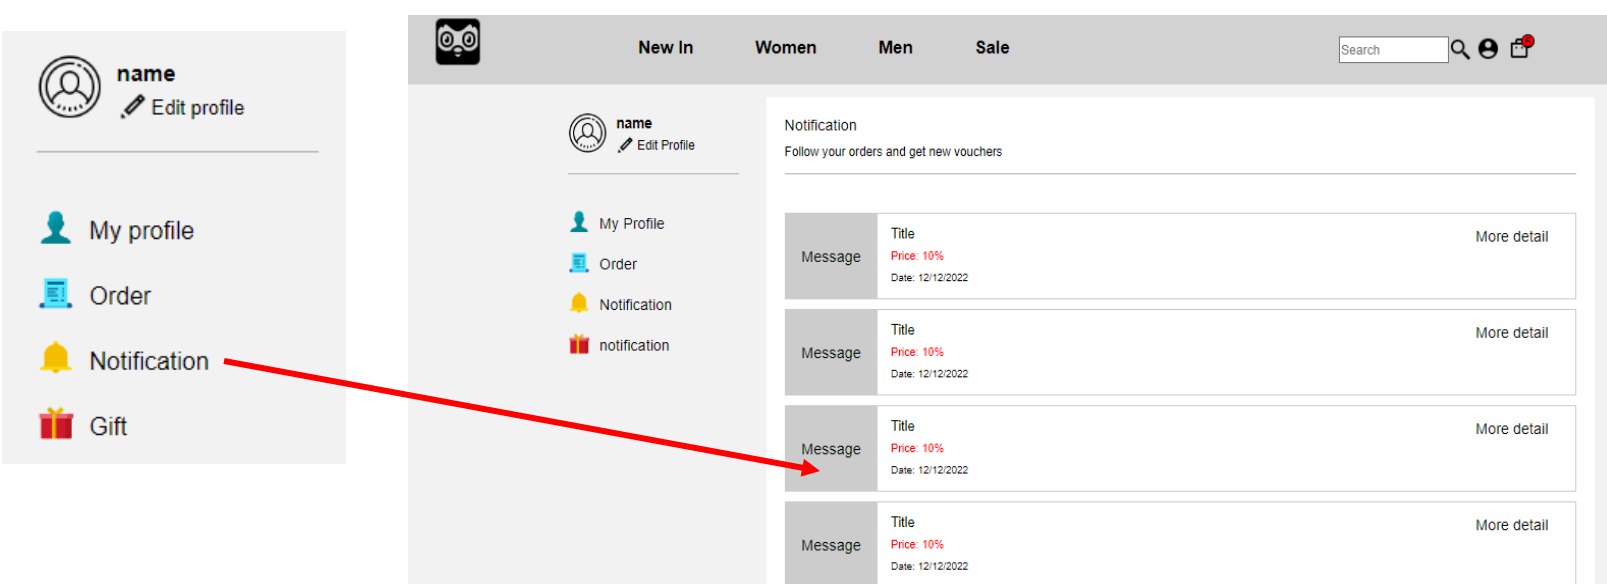 name
Edit profile
My profile
Order
Notification
Gift
New In Women Men Sale
Search
5
name
Edit Profile
My Profile
Order
Notification
notification
Notification
Follow your orders and get new vouchers
Message
Title
Price: 10%
Date: 12/12/2022
More detail
Message
Title
Price: 10%
Date: 12/12/2022
More detail
Message
Title
Price: 10%
Date: 12/12/2022
More detail
Message
Title
Price: 10%
Date: 12/12/2022
More detail